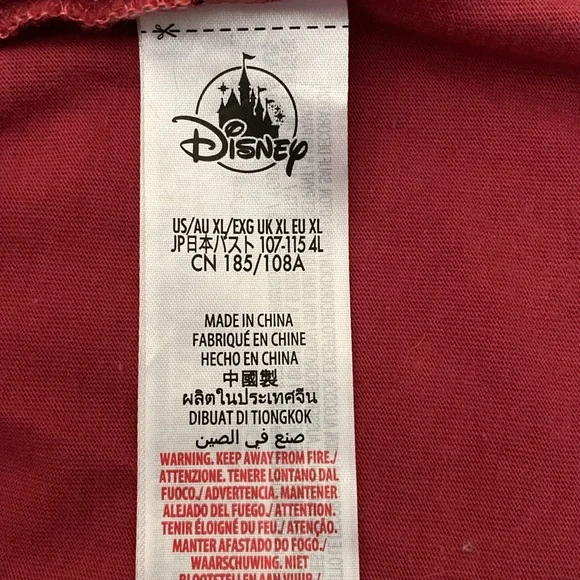 DISNEY
US/AU XL/EXG UK XL EU XL
JP日本バスト 107-115 4L
CN 185/108A
MADE IN CHINA
FABRIQUÉ EN CHINE
HECHO EN CHINA
中國製
ผลิตในประเทศจีน
DIBUAT DI TIONGKOK
صنع في الصين
WARNING. KEEP AWAY FROM FIRE./
ATTENZIONE. TENERE LONTANO DAL
FUOCO./ ADVERTENCIA. MANTENER
ALEJADO DEL FUEGO./ ATTENTION.
TENIR ÉLOIGNÉ DU FEU./ ATENÇÃO.
MANTER AFASTADO DO FOGO./
WAARSCHUWING. NIET
BLOOTSTELLEN AAN VUUR./